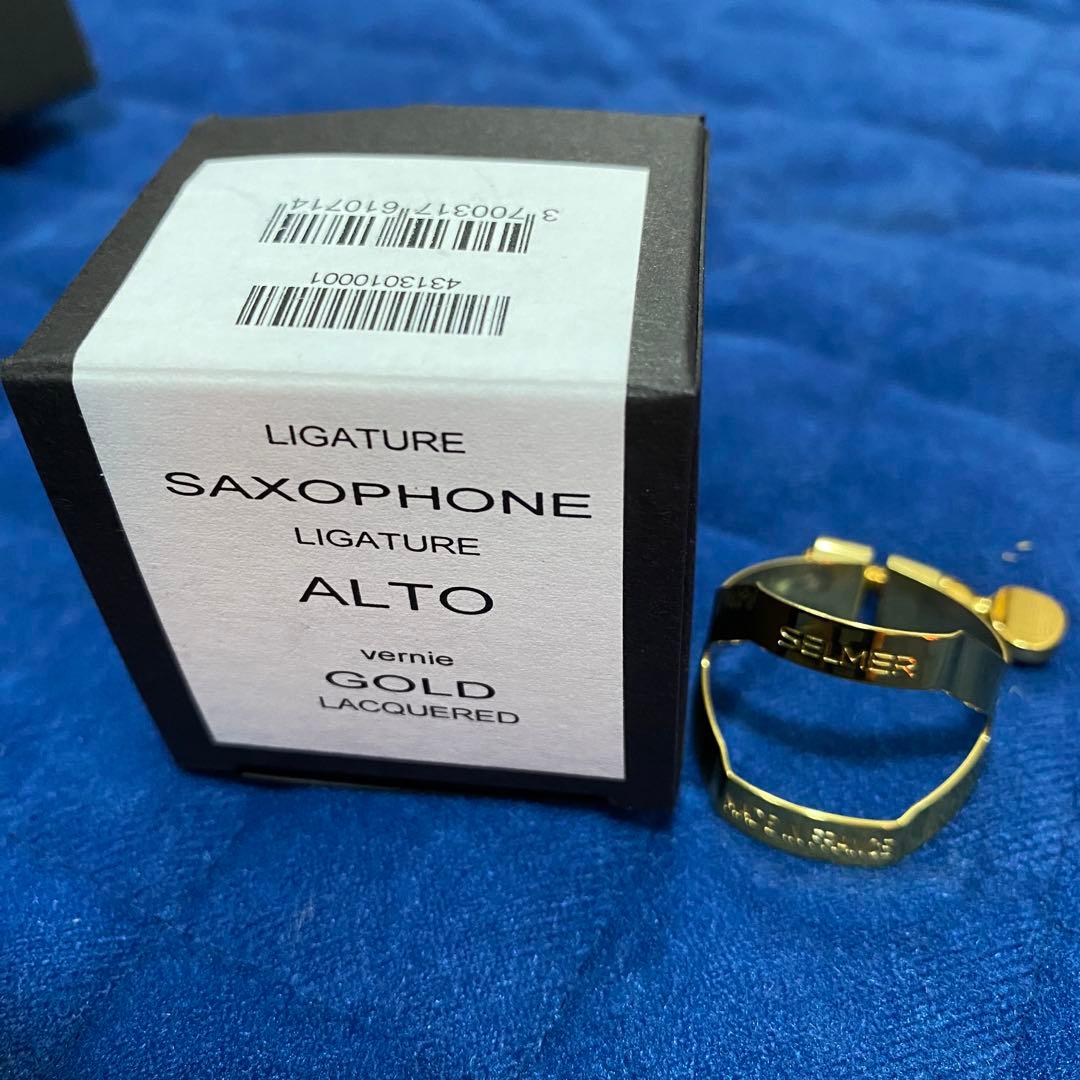 3 700317 610714
4313010001
LIGATURE
SAXOPHONE
LIGATURE
ALTO
vernie
GOLD
LACQUERED
SELMER